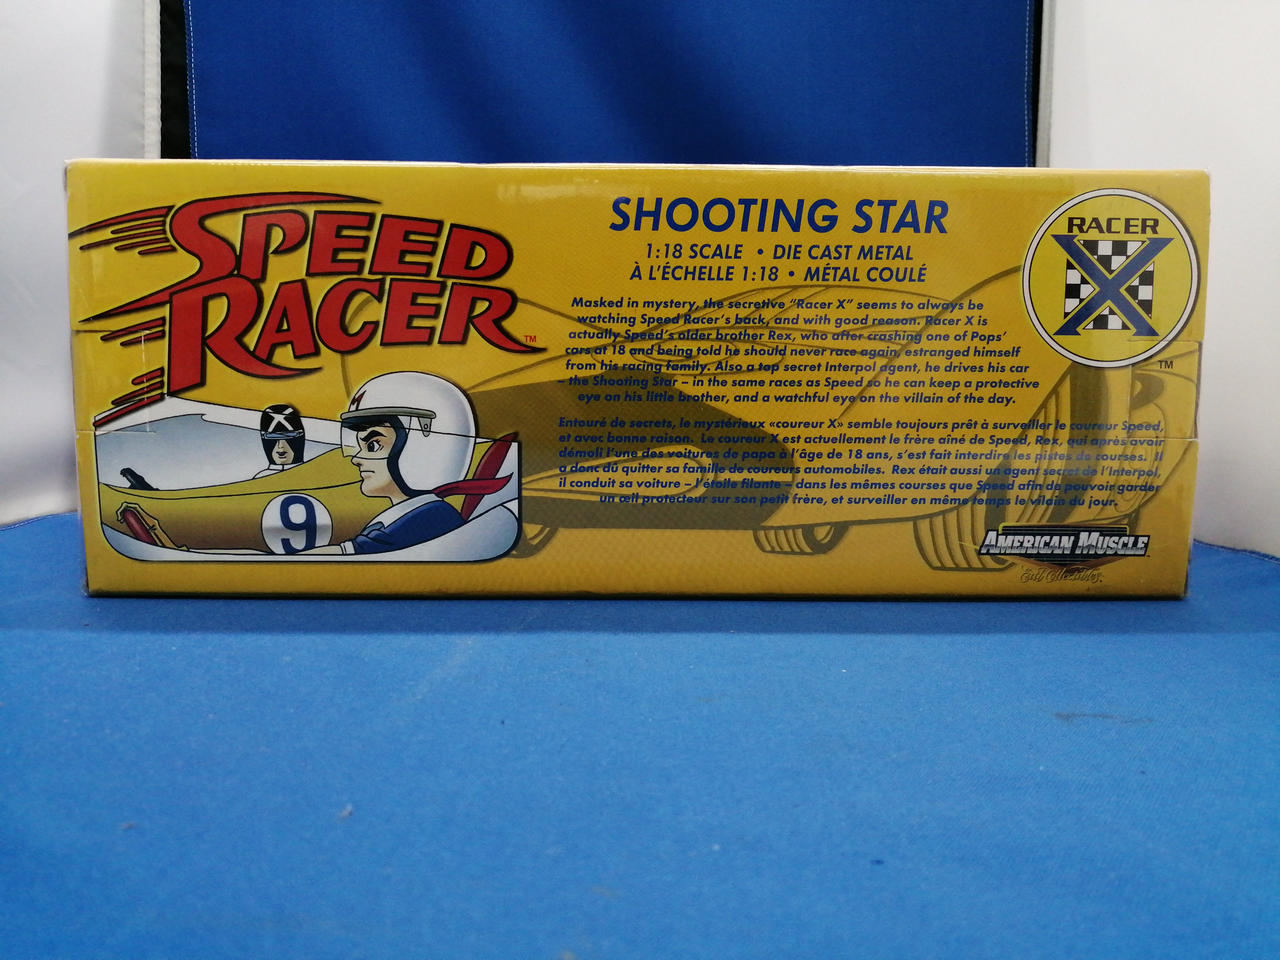 SPEED
RACER™
SHOOTING STAR
1:18 SCALE • DIE CAST METAL
À L'ÉCHELLE 1:18 • MÉTAL COULÉ
Masked in mystery, the secretive "Racer X" seems to always be
watching Speed Racer's back, and with good reason. Racer X is
actually Speed's older brother Rex, who after crashing one of Pops'
cars at 18 and being told he should never race again, estranged himself
from his racing family. Also a top secret Interpol agent, he drives his car
– the Shooting Star – in the same races as Speed so he can keep a protective
eye on his little brother, and a watchful eye on the villain of the day.
Entouré de secrets, le mystérieux «coureur X» semble toujours prêt à surveiller le coureur Speed,
et avec bonne raison. Le coureur X est actuellement le frère aîné de Speed, Rex, qui après avoir
démoli l'une des voitures de papa à l'âge de 18 ans, s'est fait interdire les pistes de courses. Il
a donc dû quitter sa famille de coureurs automobiles. Rex était aussi un agent secret de l'Interpol,
il conduit sa voiture – l'étoile filante – dans les mêmes courses que Speed afin de pouvoir garder
un œil protecteur sur son petit frère, et surveiller en même temps le vilain du jour.
RACER
X
™
X
M
9
AMERICAN MUSCLE
Ertl Collectibles